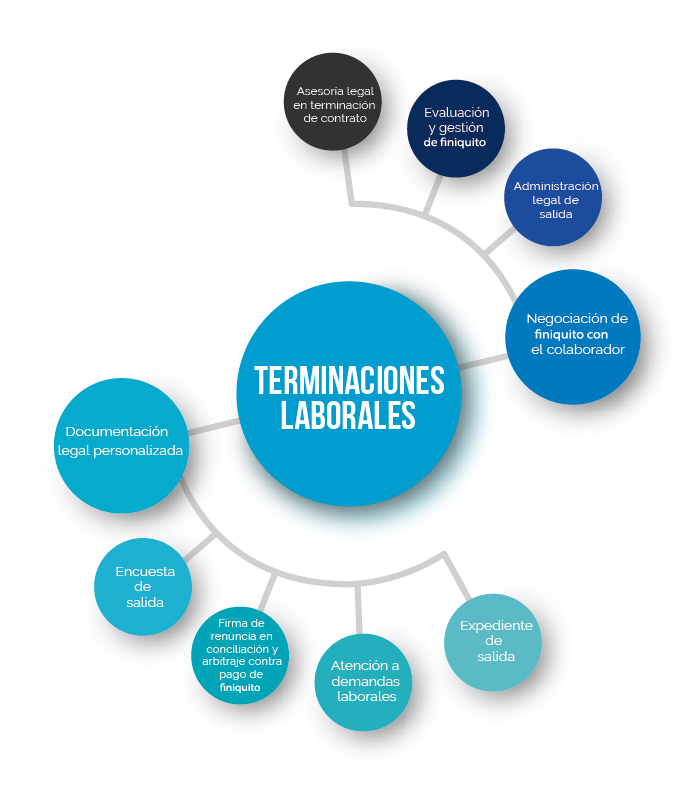 Asesoría legal
en terminación
de contrato
Evaluación
y gestión
de finiquito
Administración
legal de
salida
Negociación de
finiquito con
el colaborador
TERMINACIONES
LABORALES
Documentación
legal personalizada
Encuesta
de
salida
Firma de
renuncia en
conciliación y
arbitraje contra
pago de
finiquito
Atención a
demandas
laborales
Expediente
de
salida